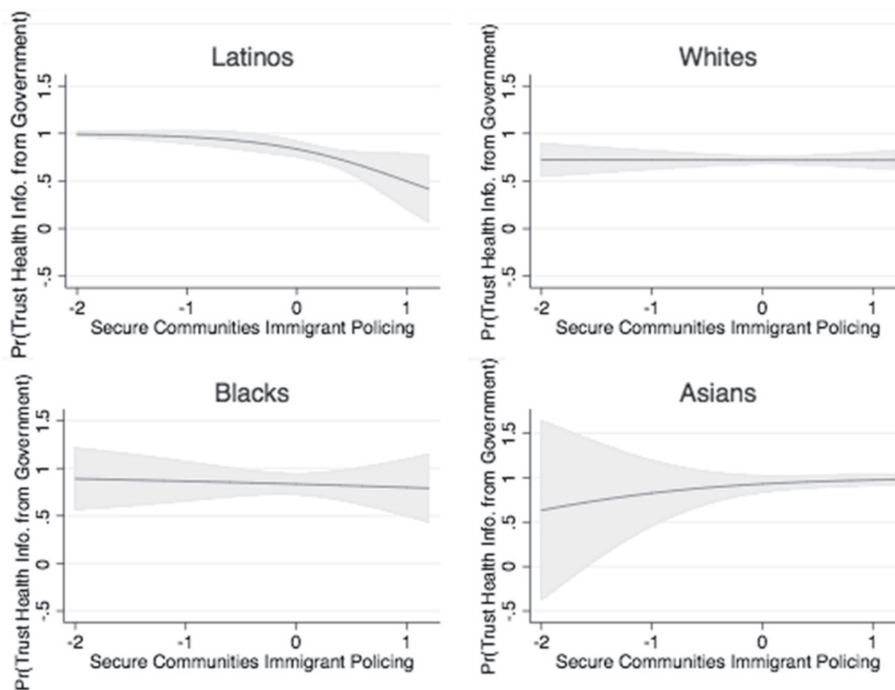 Latinos
Pr(Trust Health Info. from Government)
1.5
1
.5
0
-.5
-2 -1 0 1
Secure Communities Immigrant Policing
Whites
Pr(Trust Health Info. from Government)
1.5
1
.5
0
-.5
-2 -1 0 1
Secure Communities Immigrant Policing
Blacks
Pr(Trust Health Info. from Government)
1.5
1
.5
0
-.5
-2 -1 0 1
Secure Communities Immigrant Policing
Asians
Pr(Trust Health Info. from Government)
1.5
1
.5
0
-.5
-2 -1 0 1
Secure Communities Immigrant Policing